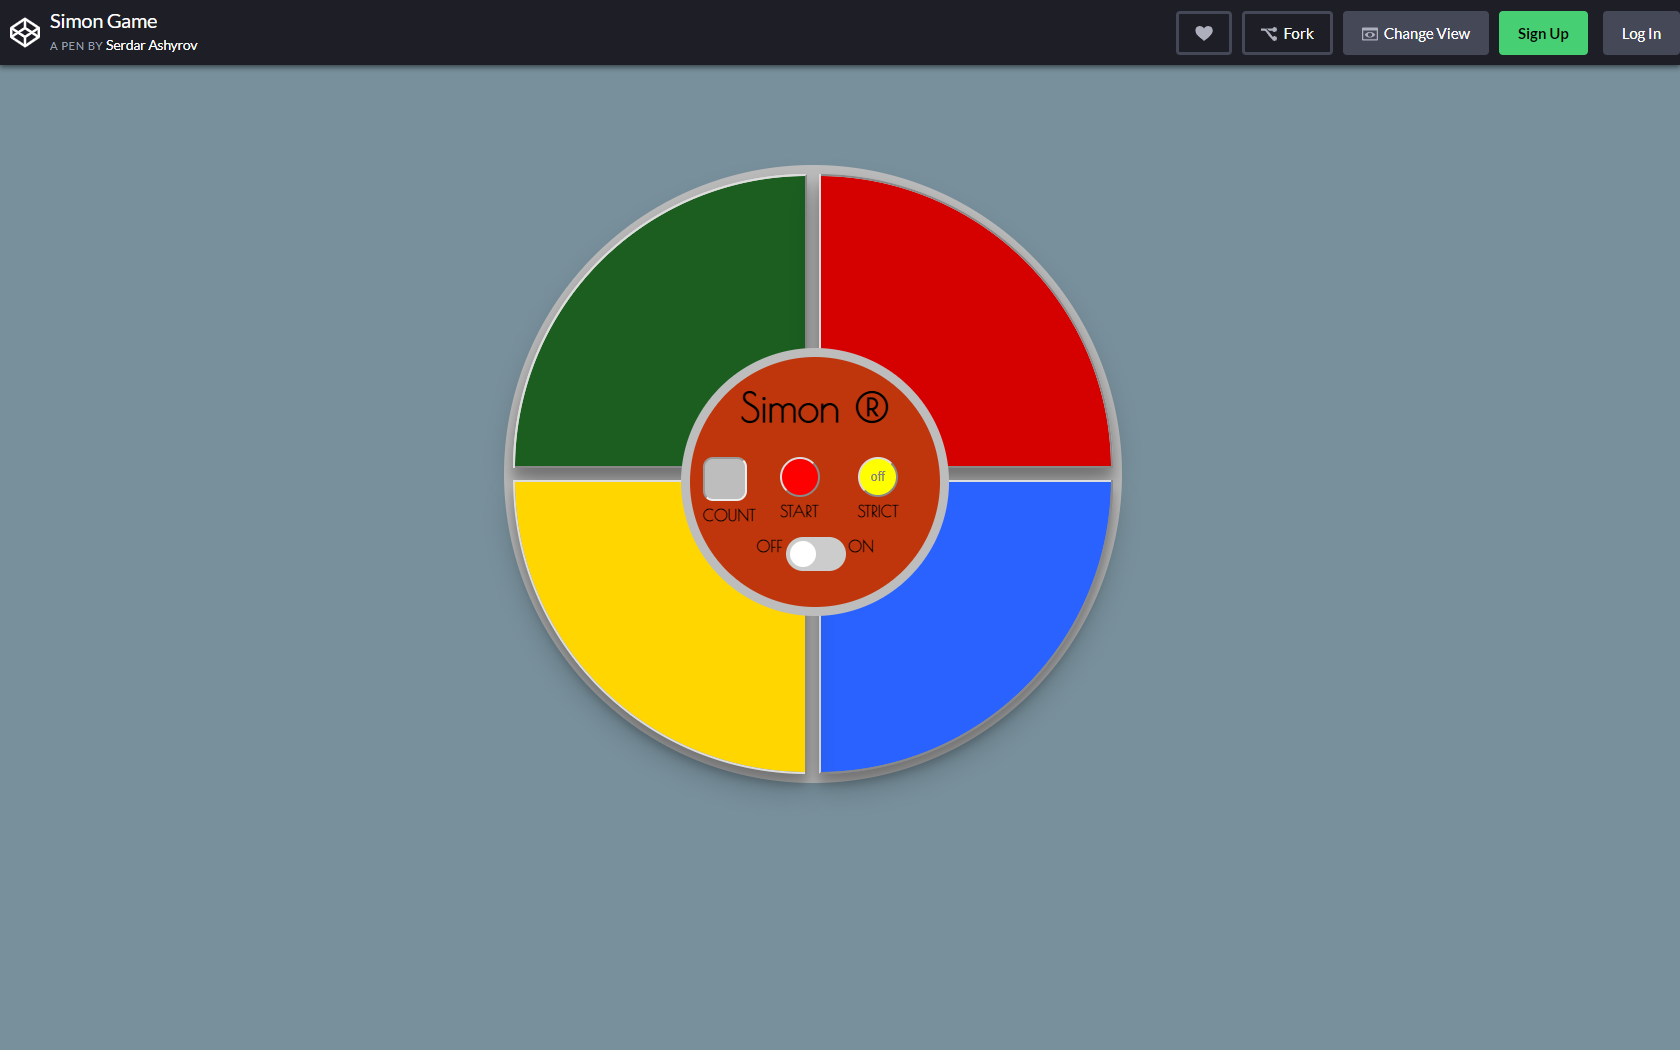 Simon Game
A PEN BY Serdar Ashyrov
Fork
Change View
Sign Up
Log In
Simon ®
off
COUNT
START
STRICT
OFF
ON